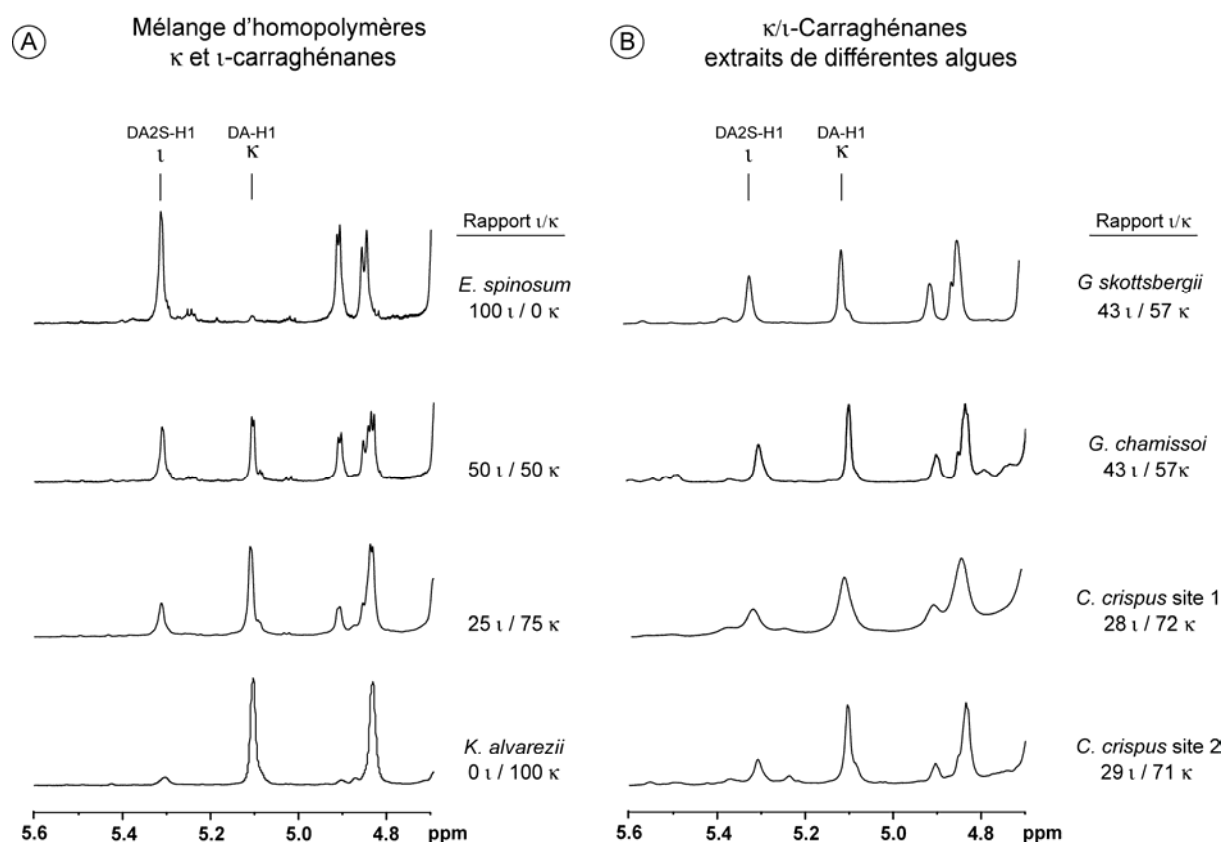 A
Mélange d'homopolymères
κ et ι-carraghénanes
DA2S-H1
DA-H1
ι
κ
Rapport ι/κ
E. spinosum
100 ι / 0 κ
50 ι / 50 κ
25 ι / 75 κ
K. alvarezii
0 ι / 100 κ
5.6
5.4
5.2
5.0
4.8
ppm
B
κ/ι-Carraghénanes
extraits de différentes algues
DA2S-H1
DA-H1
ι
κ
Rapport ι/κ
G skottsbergii
43 ι / 57 κ
G. chamissoi
43 ι / 57κ
C. crispus site 1
28 ι / 72 κ
C. crispus site 2
29 ι / 71 κ
5.6
5.4
5.2
5.0
4.8
ppm